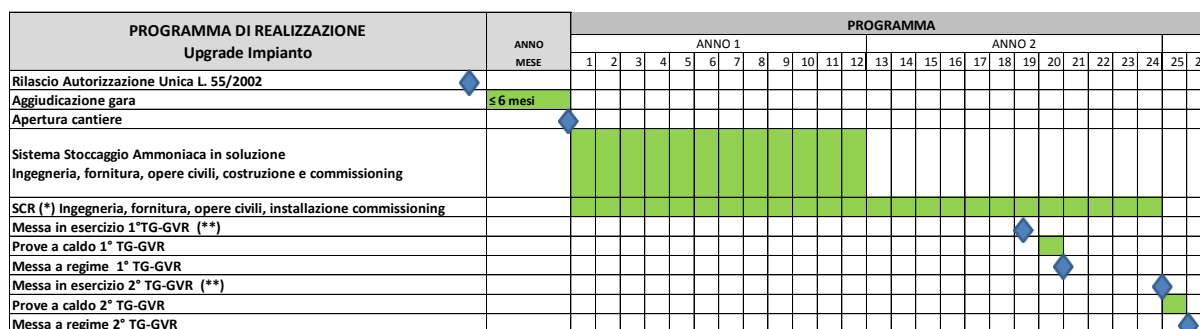 PROGRAMMA DI REALIZZAZIONE
Upgrade Impianto
ANNO
MESE
PROGRAMMA
ANNO 1
ANNO 2
1 2 3 4 5 6 7 8 9 10 11 12 13 14 15 16 17 18 19 20 21 22 23 24 25
Rilascio Autorizzazione Unica L. 55/2002
Aggiudicazione gara
≤ 6 mesi
Apertura cantiere
Sistema Stoccaggio Ammoniaca in soluzione
Ingegneria, fornitura, opere civili, costruzione e commissioning
SCR (*) Ingegneria, fornitura, opere civili, installazione commissioning
Messa in esercizio 1°TG-GVR (**)
Prove a caldo 1° TG-GVR
Messa a regime 1° TG-GVR
Messa in esercizio 2° TG-GVR (**)
Prove a caldo 2° TG-GVR
Messa a regime 2° TG-GVR